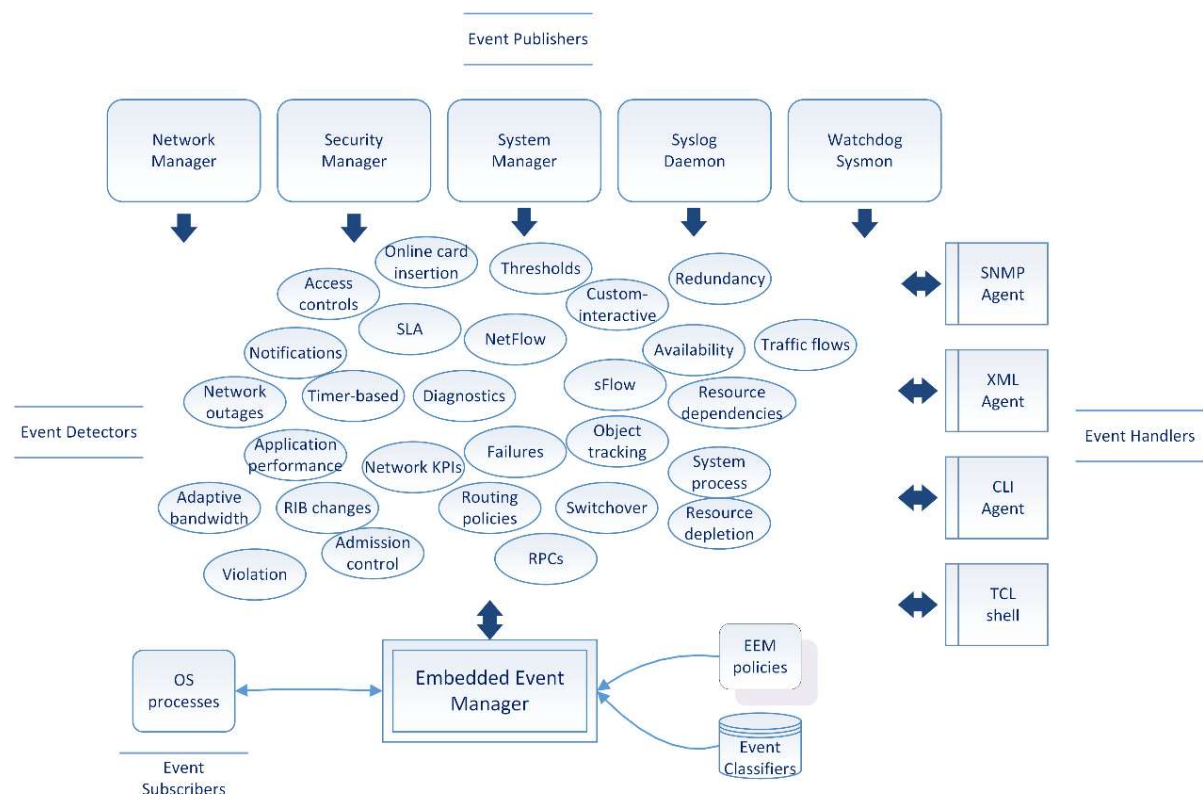 Event Publishers
Network
Manager
Security
Manager
System
Manager
Syslog
Daemon
Watchdog
Sysmon
Online card
insertion
Thresholds
Redundancy
Access
controls
Custom-
interactive
SLA
NetFlow
Notifications
Availability
Traffic flows
Network
outages
Timer-based
Diagnostics
sFlow
Resource
dependencies
Application
performance
Network KPIs
Failures
Object
tracking
System
process
Adaptive
bandwidth
RIB changes
Routing
policies
Switchover
Resource
depletion
Admission
control
Violation
RPCs
Event Detectors
SNMP
Agent
XML
Agent
CLI
Agent
TCL
shell
Event Handlers
OS
processes
Event
Subscribers
Embedded Event
Manager
EEM
policies
Event
Classifiers